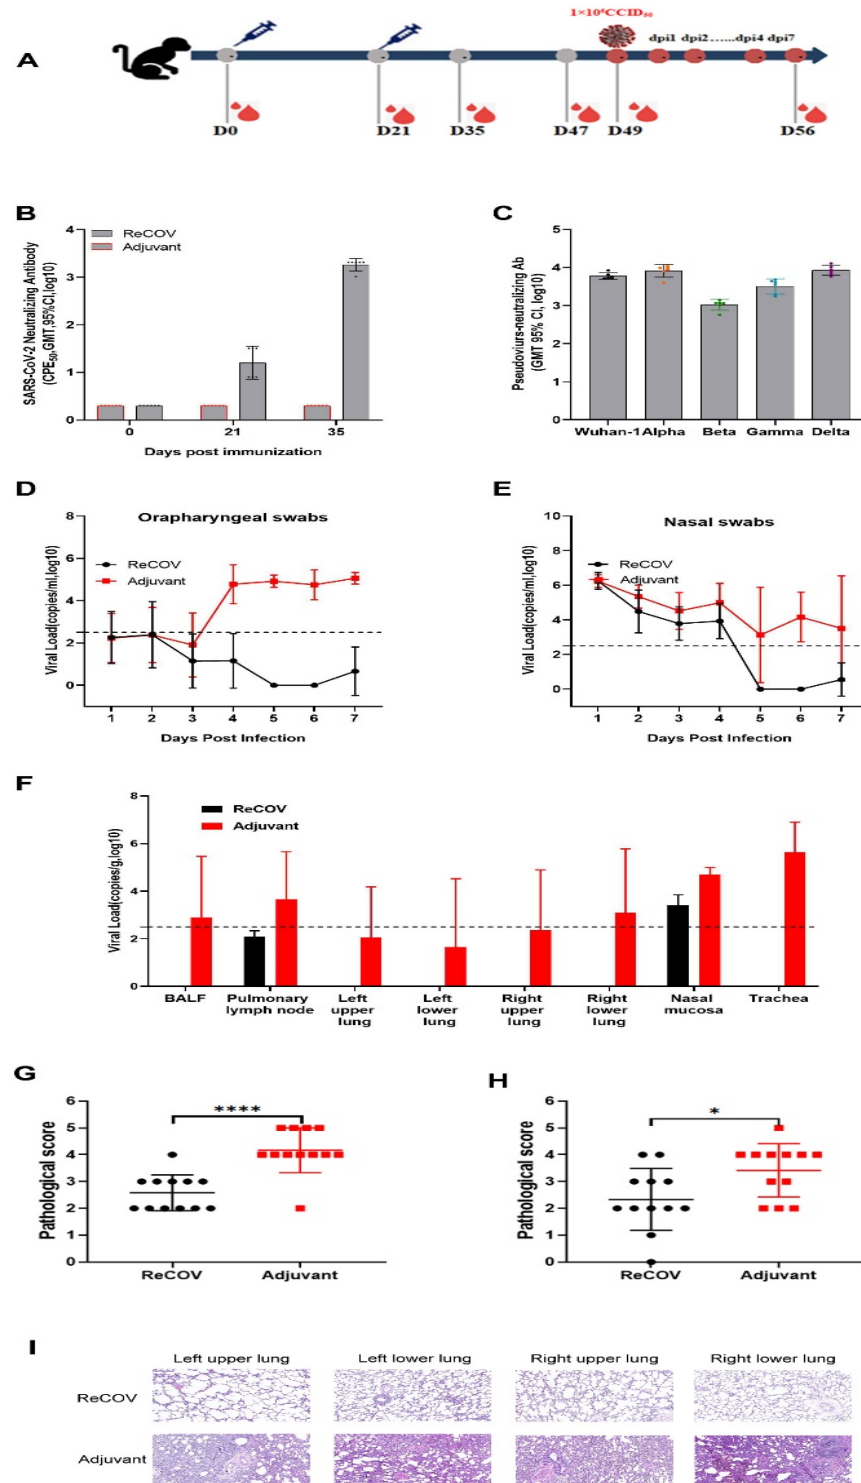 A
1×10⁶CCID₅₀
dpi1 dpi2 ......dpi4 dpi7
D0 D21 D35 D47 D49 D56
B
SARS-CoV-2 Neutralizing Antibody
(CPE₅₀,GMT,95%CI,log10)
ReCOV
Adjuvant
4
3
2
1
0
0 21 35
Days post immunization
C
Pseudoviurs-neutralizing Ab
(GMT 95% CI, log10)
5
4
3
2
1
0
Wuhan-1 Alpha Beta Gamma Delta
D
Orapharyngeal swabs
Viral Load(copies/ml,log10)
ReCOV
Adjuvant
8
6
4
2
0
1 2 3 4 5 6 7
Days Post Infection
E
Nasal swabs
Viral Load(copies/ml,log10)
ReCOV
Adjuvant
10
8
6
4
2
0
1 2 3 4 5 6 7
Days Post Infection
F
Viral Load(copies/g,log10)
ReCOV
Adjuvant
8
6
4
2
0
BALF Pulmonary lymph node Left upper lung Left lower lung Right upper lung Right lower lung Nasal mucosa Trachea
G
Pathological score
6
5
4
3
2
1
0
****
ReCOV Adjuvant
H
Pathological score
6
5
4
3
2
1
0
*
ReCOV Adjuvant
I
Left upper lung Left lower lung Right upper lung Right lower lung
ReCOV
Adjuvant